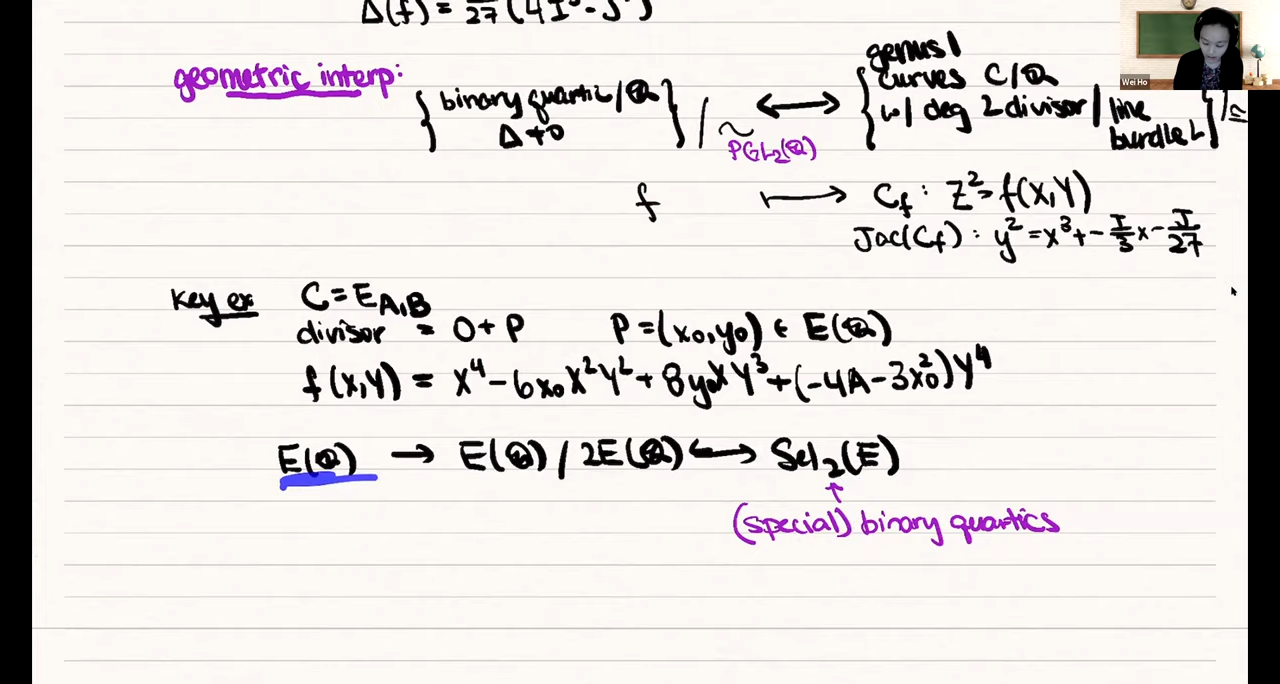 Δ(f) = 2/27 (4I³ - J²)
geometric interp:
{ binary quartic/ℚ Δ≠0 } / ~ PGL₂(ℚ) ⟷ { genus 1 curves C/ℚ w/ deg 2 divisor / line bundle L } / ≅
f ↦ C_f : Z² = f(X,Y)
Jac(C_f) : y² = x³ + - I/3 x - J/27
Key ex C = E_{A,B}
divisor = O + P P = (x₀,y₀) ∈ E(ℚ)
f(X,Y) = X⁴ - 6x₀X²Y² + 8y₀XY³ + (-4A - 3x₀²)Y⁴
E(ℚ) → E(ℚ) / 2E(ℚ) ↔ Sel₂(E)
↑
(special) binary quartics
Wei Ho